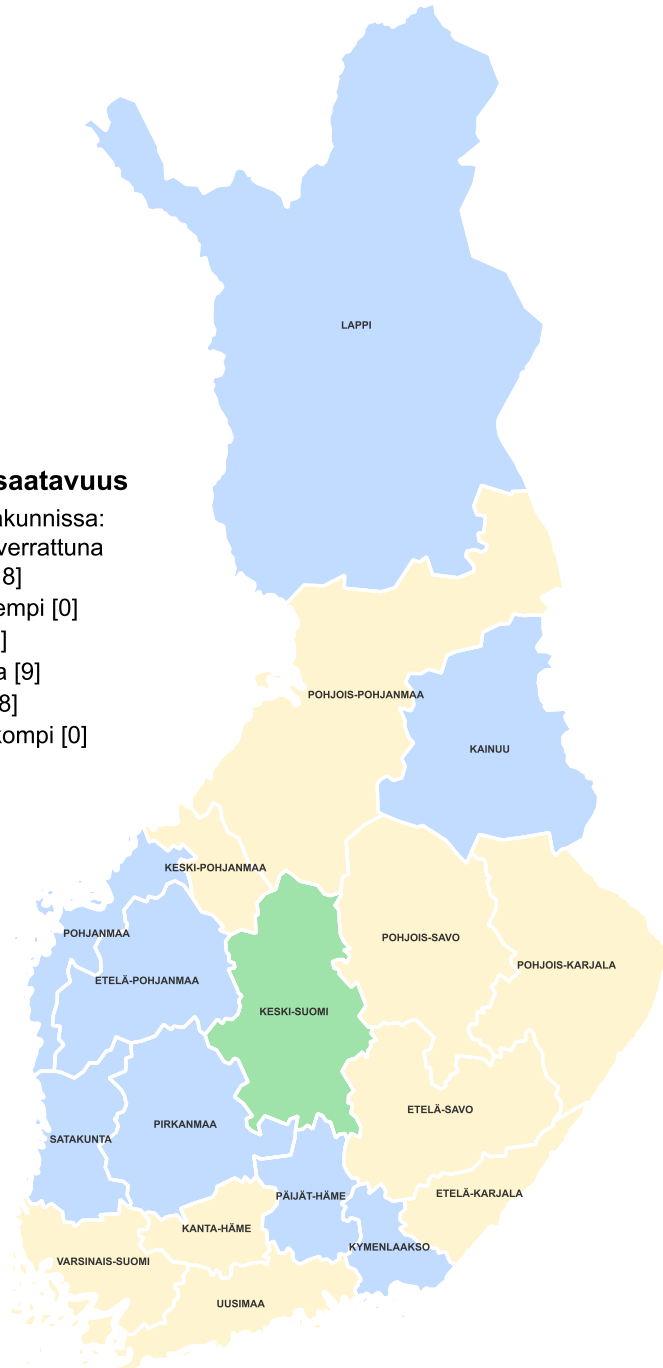 LAPPI
saatavuus
akunnissa:
verrattuna
8]
empi [0]
]
a [9]
8]
kompi [0]
POHJOIS-POHJANMAA
KAINUU
KESKI-POHJANMAA
POHJANMAA
POHJOIS-SAVO
POHJOIS-KARJALA
ETELÄ-POHJANMAA
KESKI-SUOMI
ETELÄ-SAVO
PIRKANMAA
SATAKUNTA
ETELÄ-KARJALA
PÄIJÄT-HÄME
KANTA-HÄME
KYMENLAAKSO
VARSINAIS-SUOMI
UUSIMAA